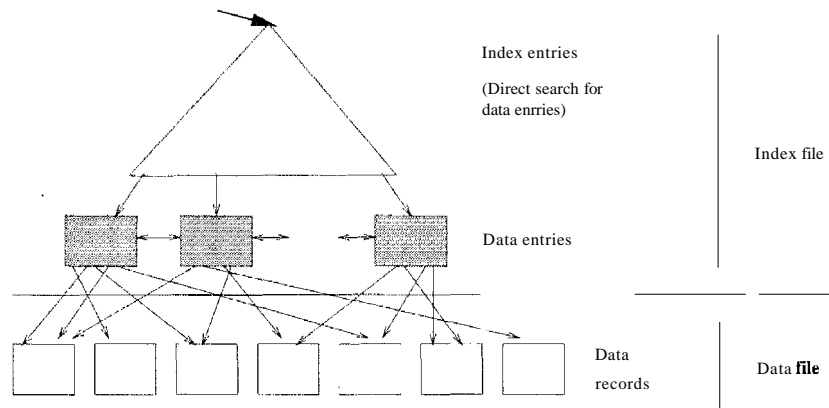 Index entries
(Direct search for
data enrries)
Index file
Data entries
Data
records
Data file